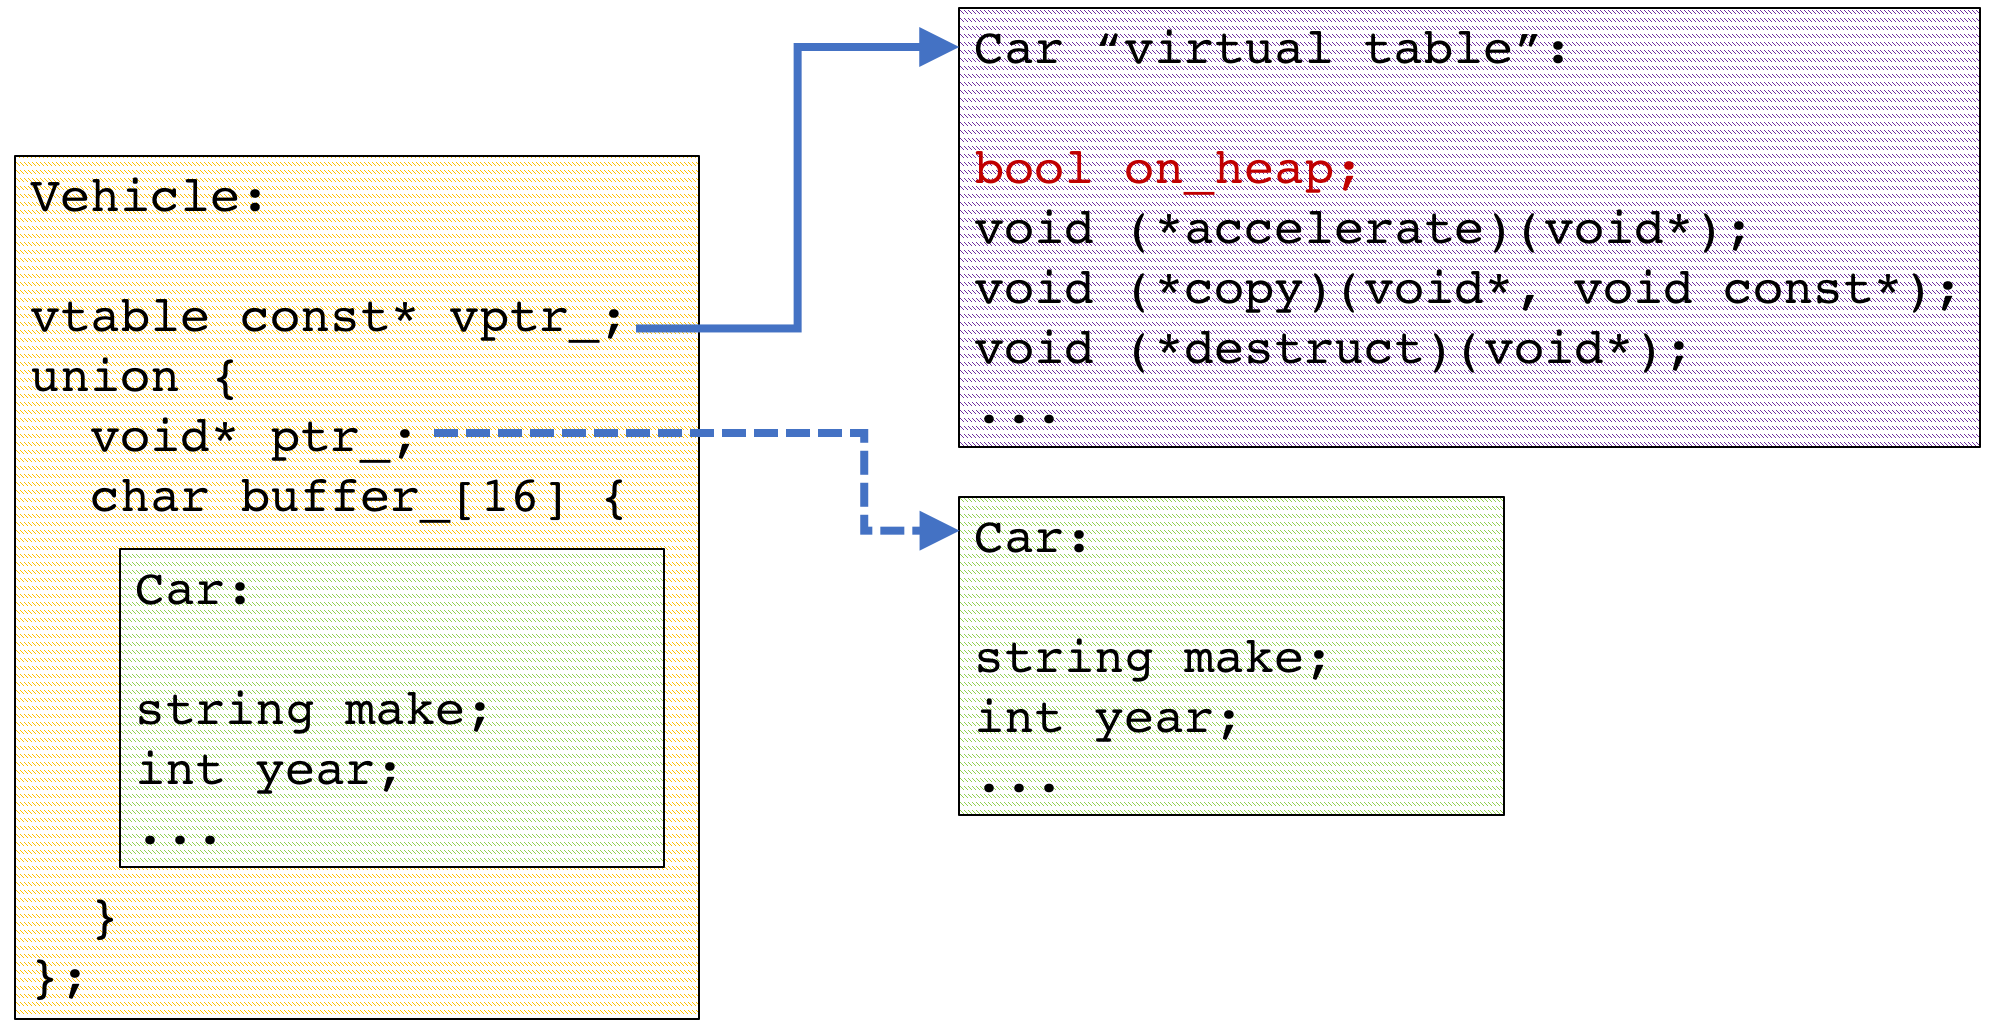 Vehicle:
vtable const* vptr_;
union {
void* ptr_;
char buffer_[16] {
Car:
string make;
int year;
...
}
};
Car “virtual table”:
bool on_heap;
void (*accelerate)(void*);
void (*copy)(void*, void const*);
void (*destruct)(void*);
...
Car:
string make;
int year;
...